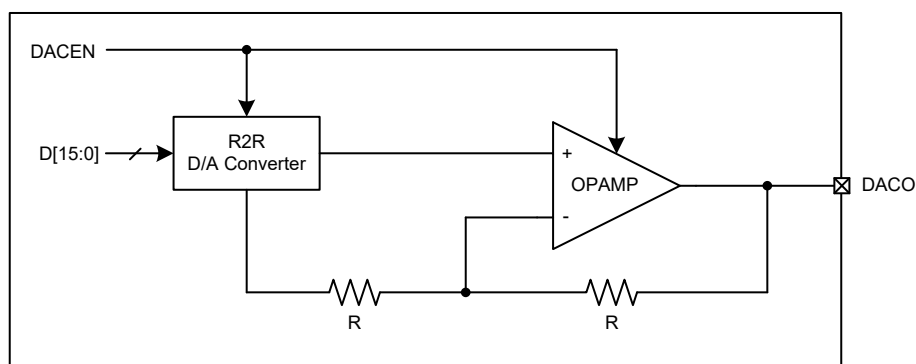 DACEN
D[15:0]
R2R
D/A Converter
+
OPAMP
-
DACO
R
R